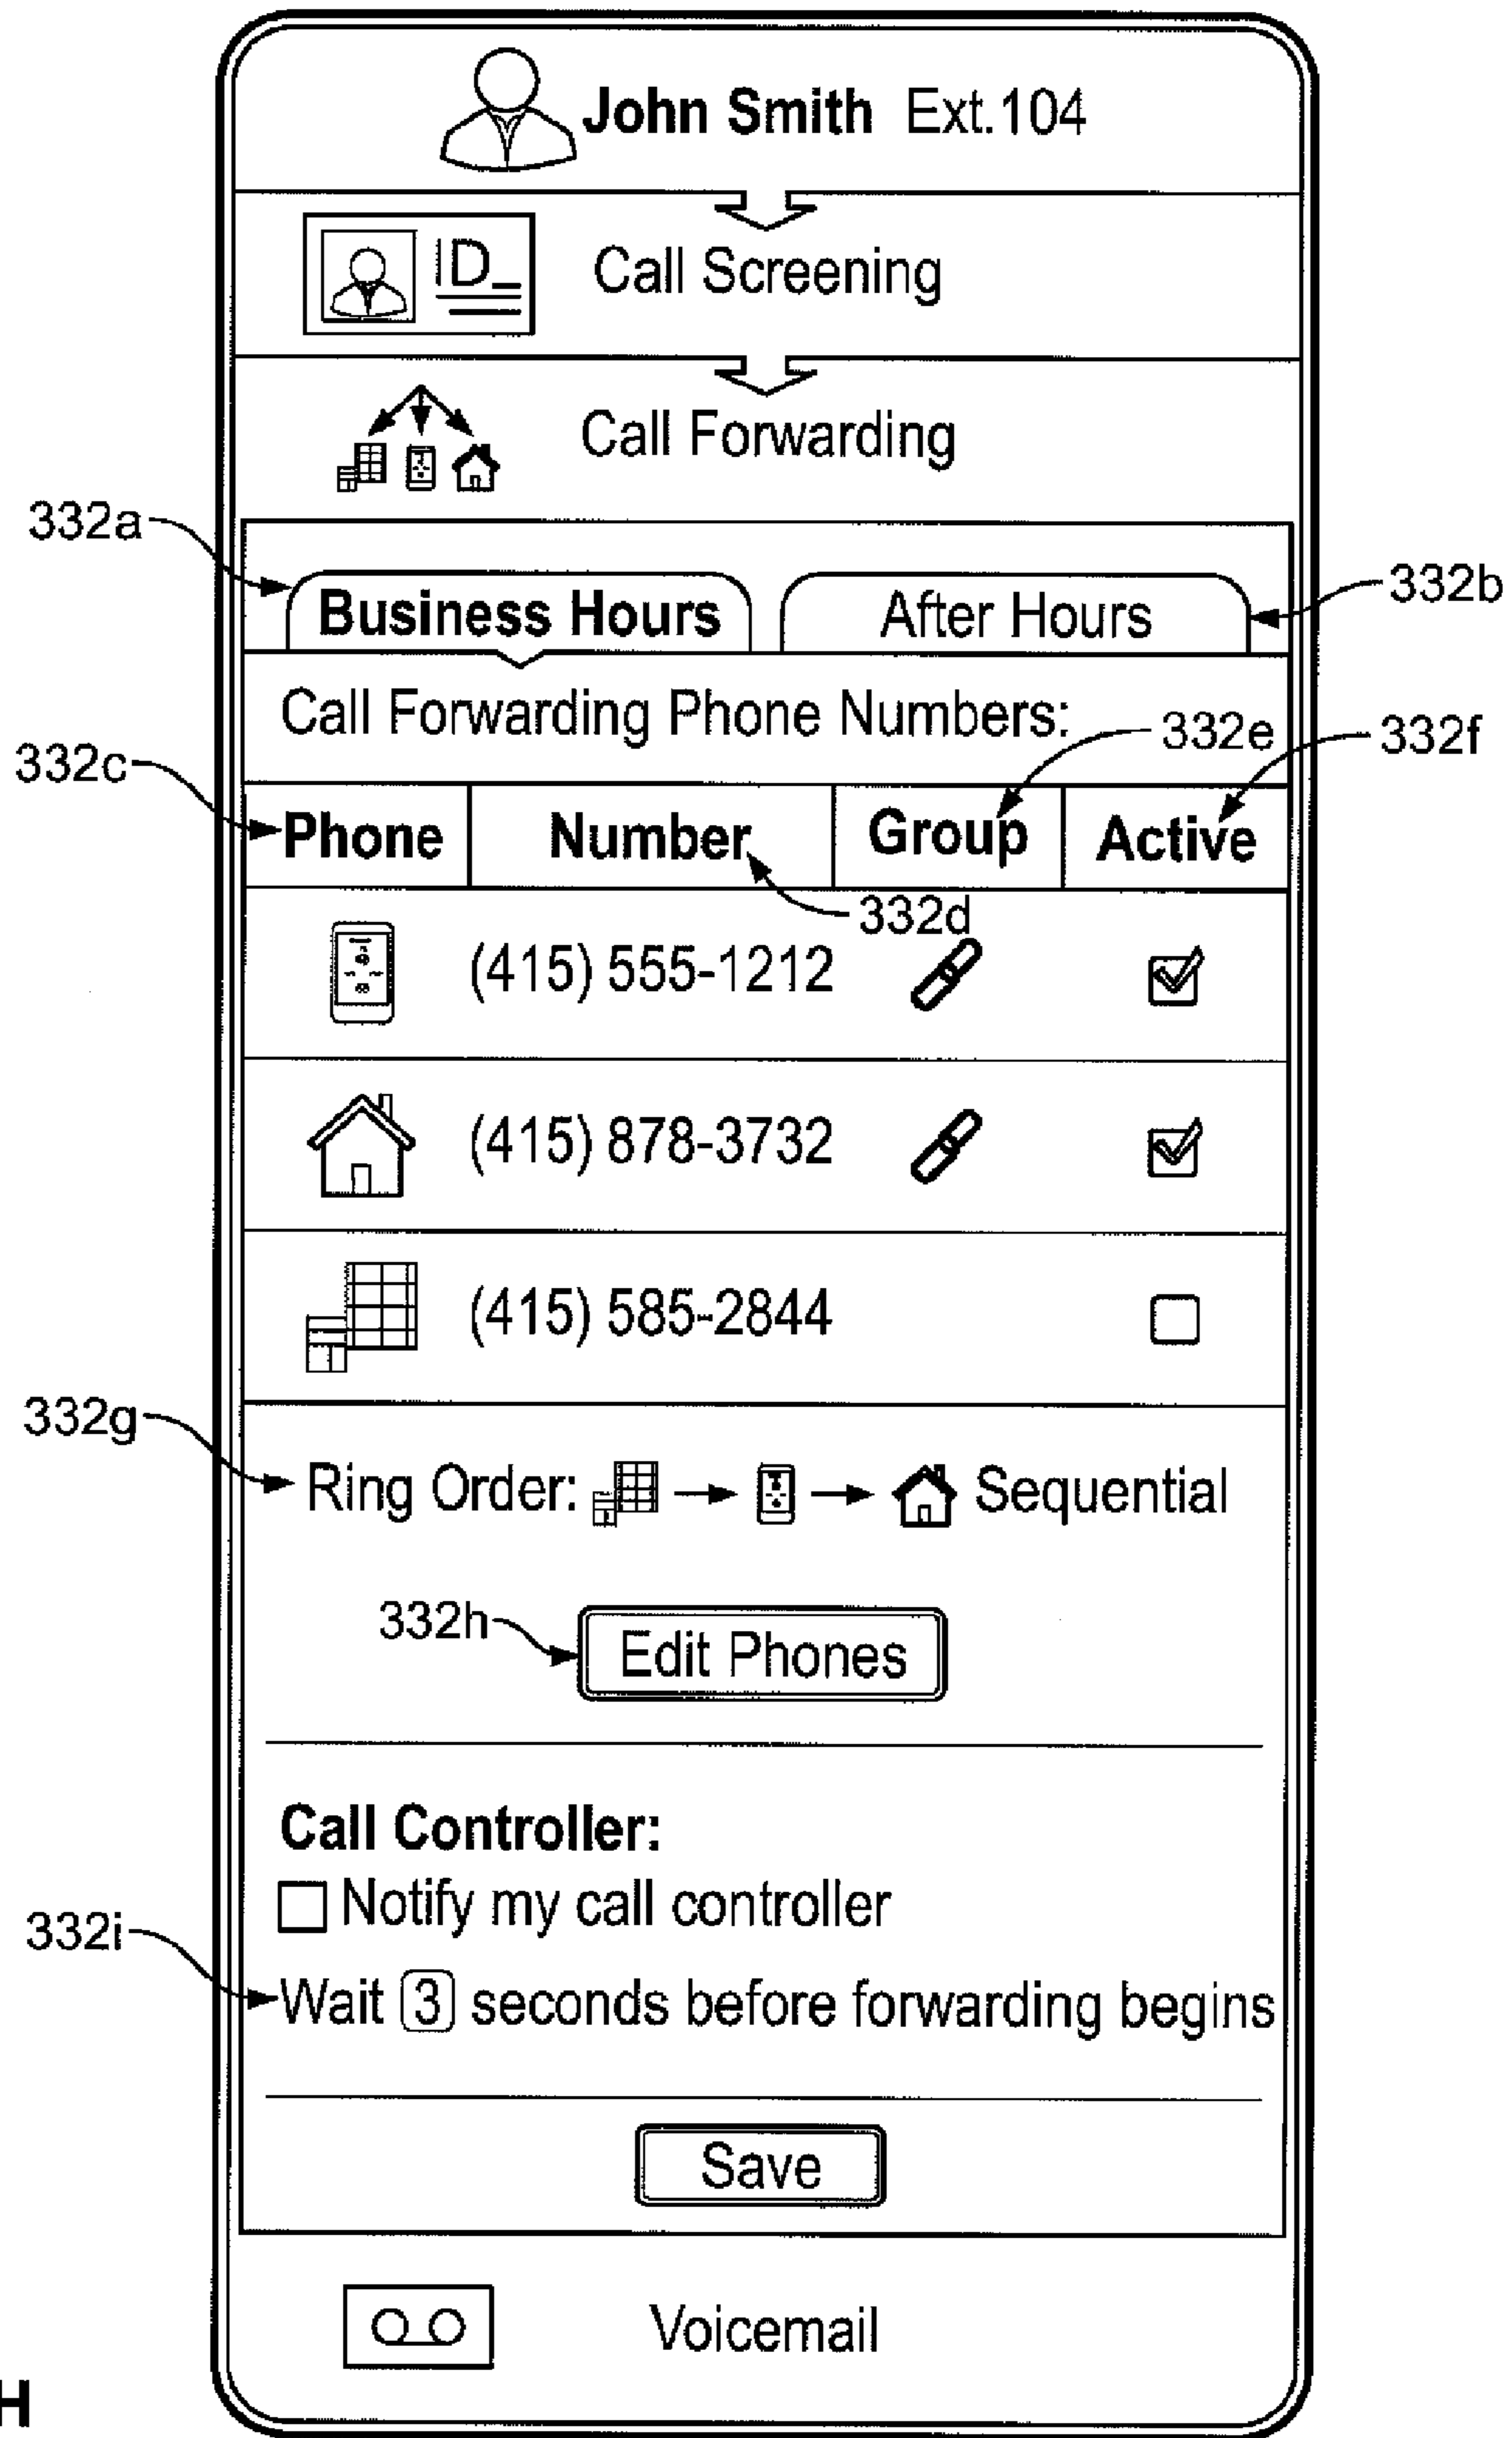 John Smith Ext.104
ID
Call Screening
Call Forwarding
332a
Business Hours
After Hours
332b
Call Forwarding Phone Numbers:
332e
332f
332c
Phone
Number
Group
Active
332d
(415) 555-1212
(415) 878-3732
(415) 585-2844
332g
Ring Order:
Sequential
332h
Edit Phones
Call Controller:
Notify my call controller
332i
Wait 3 seconds before forwarding begins
Save
Voicemail
H